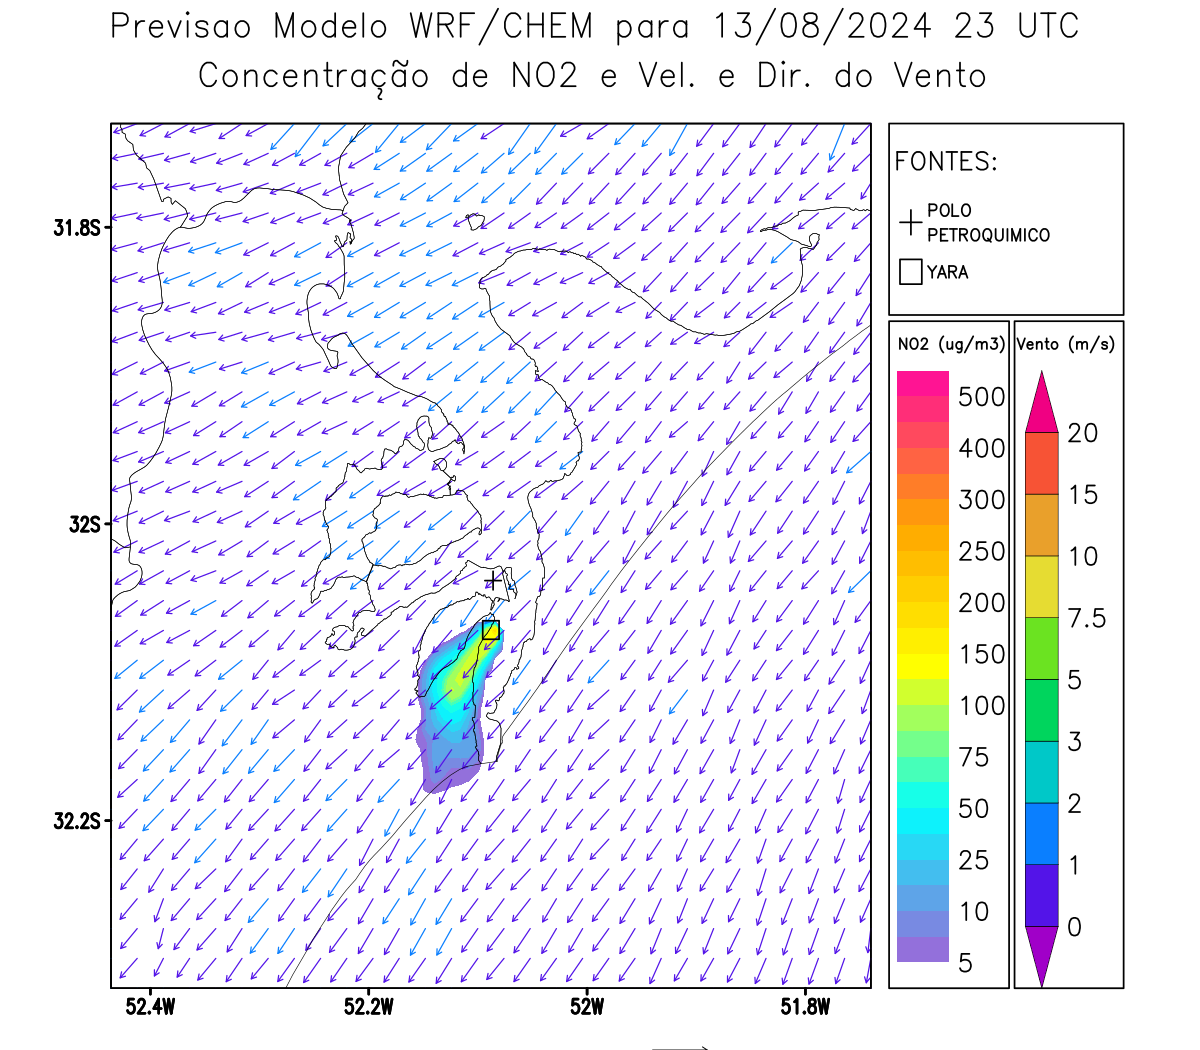 Previsao Modelo WRF/CHEM para 13/08/2024 23 UTC
Concentração de NO2 e Vel. e Dir. do Vento
FONTES:
POLO
PETROQUIMICO
YARA
NO2 (ug/m3)
500
400
300
250
200
150
100
75
50
25
10
5
Vento (m/s)
20
15
10
7.5
5
3
2
1
0
31.8S
32S
32.2S
52.4W
52.2W
52W
51.8W